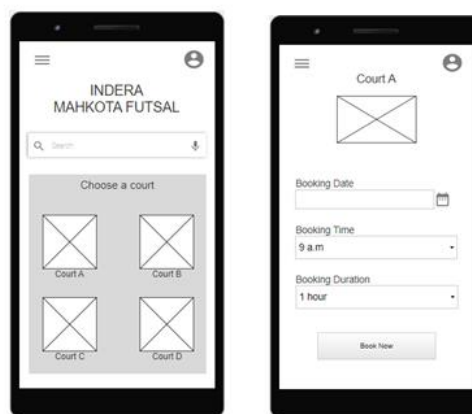 INDERA
MAHKOTA FUTSAL
Search
Choose a court
Court A
Court B
Court C
Court D
Court A
Booking Date
Booking Time
9 a.m
Booking Duration
1 hour
Book Now